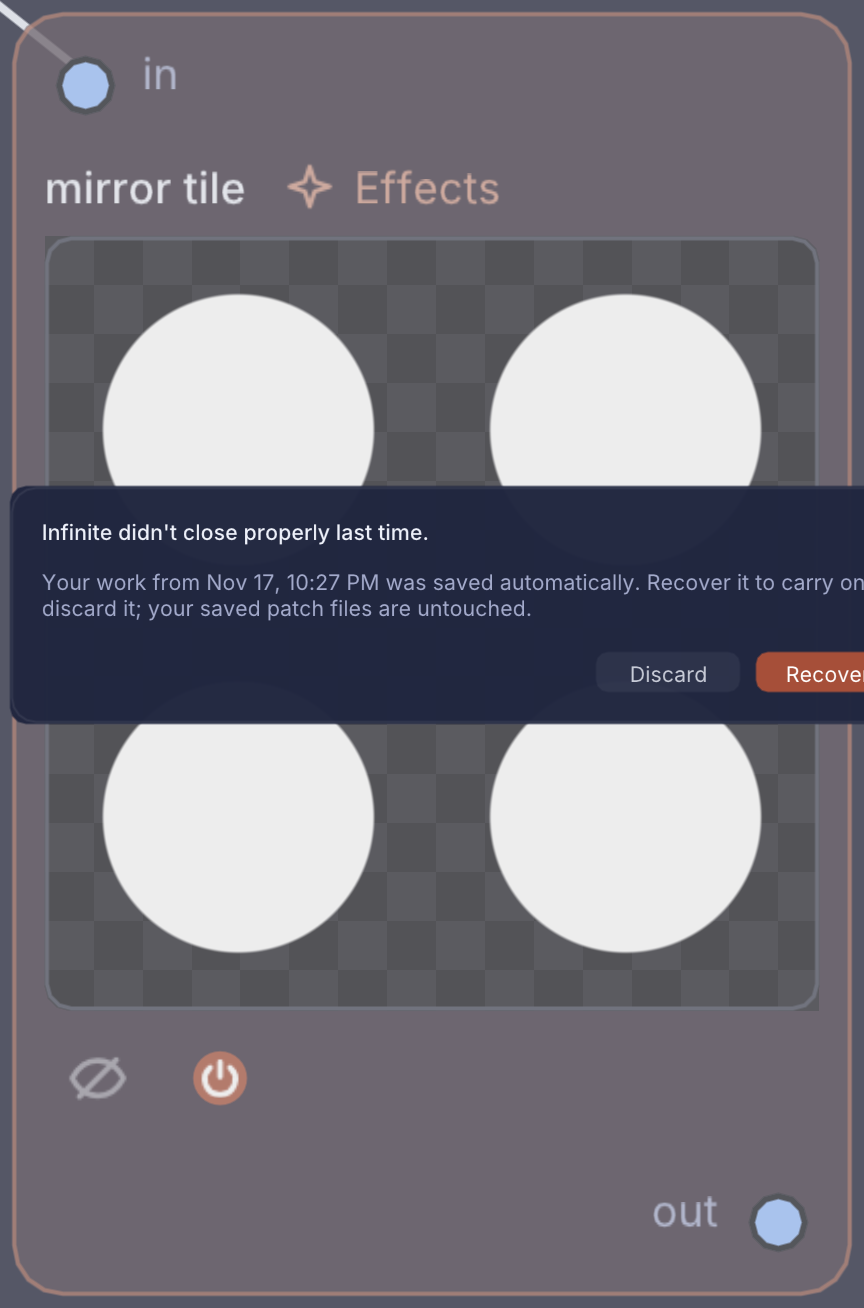 in
mirror tile Effects
Infinite didn't close properly last time.
Your work from Nov 17, 10:27 PM was saved automatically. Recover it to carry on
discard it; your saved patch files are untouched.
Discard Recover
out